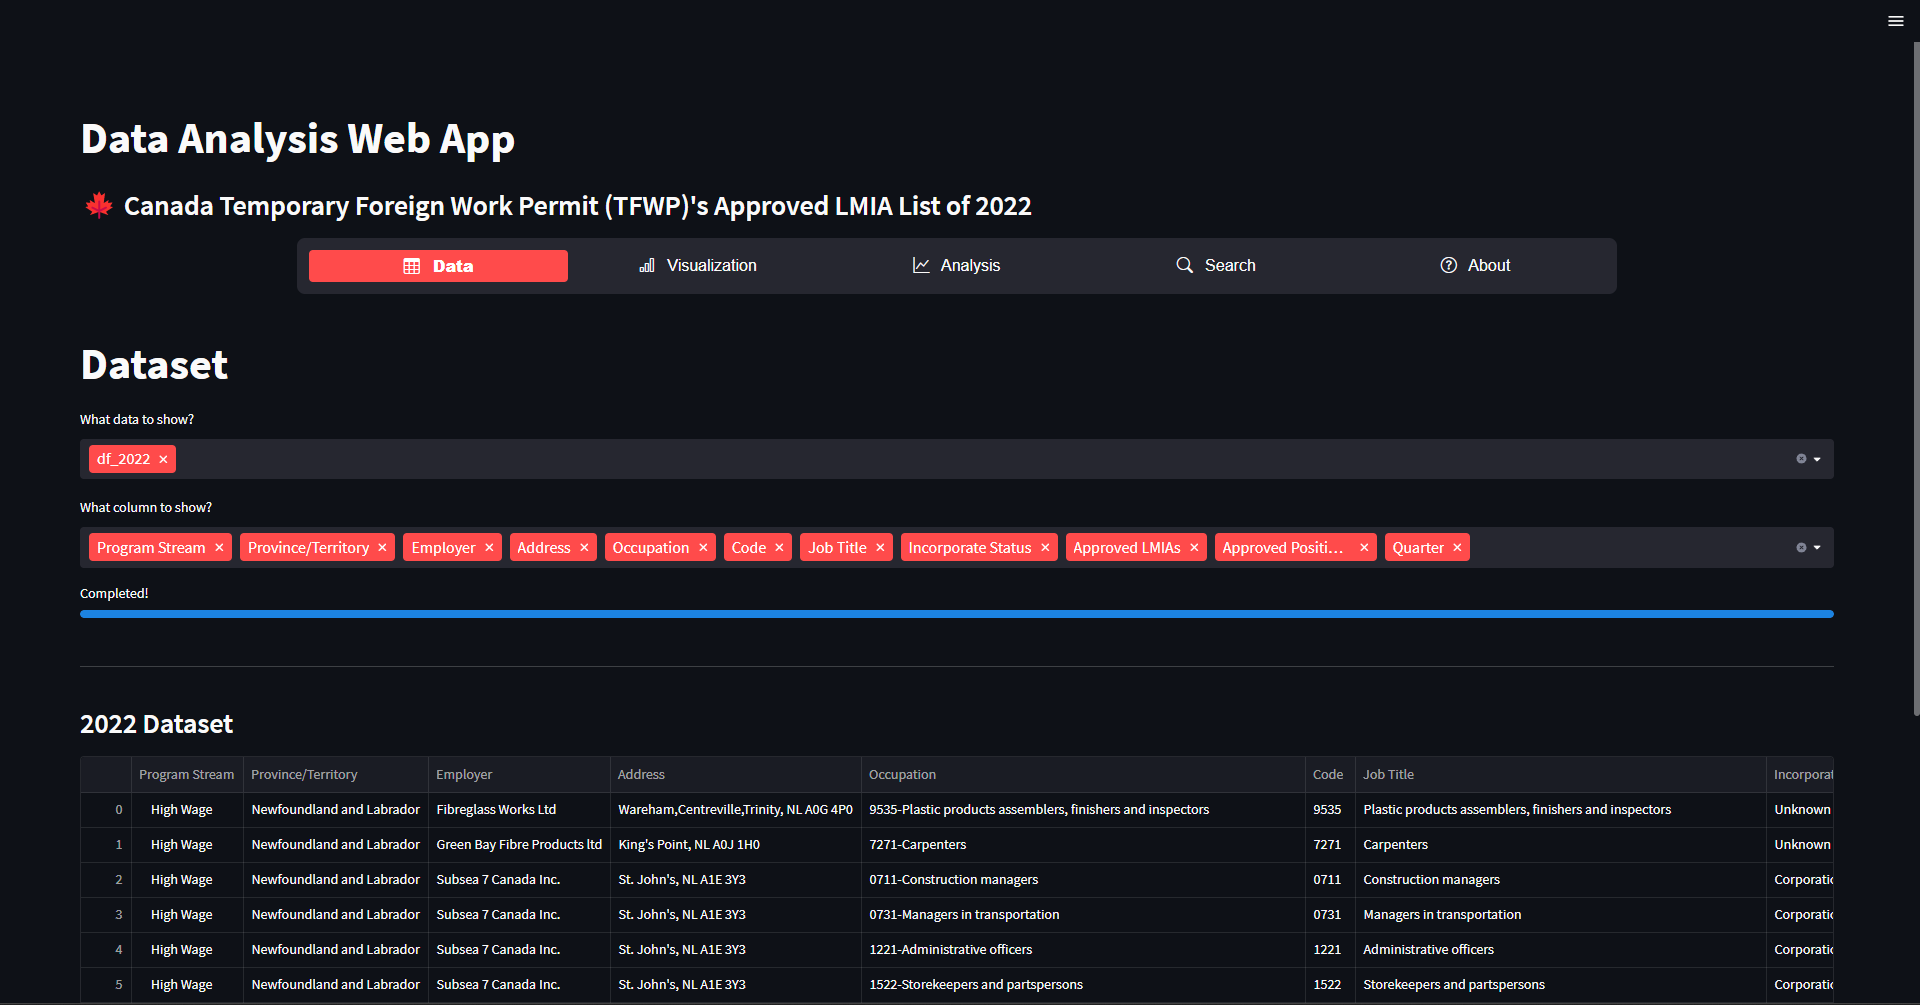 Data Analysis Web App
Canada Temporary Foreign Work Permit (TFWP)'s Approved LMIA List of 2022
Data Visualization Analysis Search About
Dataset
What data to show?
df_2022
What column to show?
Program Stream Province/Territory Employer Address Occupation Code Job Title Incorporate Status Approved LMIAs Approved Positi... Quarter
Completed!
2022 Dataset
Program Stream Province/Territory Employer Address Occupation Code Job Title Incorporat
0 High Wage Newfoundland and Labrador Fibreglass Works Ltd Wareham,Centreville,Trinity, NL A0G 4P0 9535-Plastic products assemblers, finishers and inspectors 9535 Plastic products assemblers, finishers and inspectors Unknown
1 High Wage Newfoundland and Labrador Green Bay Fibre Products ltd King's Point, NL A0J 1H0 7271-Carpenters 7271 Carpenters Unknown
2 High Wage Newfoundland and Labrador Subsea 7 Canada Inc. St. John's, NL A1E 3Y3 0711-Construction managers 0711 Construction managers Corporatio
3 High Wage Newfoundland and Labrador Subsea 7 Canada Inc. St. John's, NL A1E 3Y3 0731-Managers in transportation 0731 Managers in transportation Corporatio
4 High Wage Newfoundland and Labrador Subsea 7 Canada Inc. St. John's, NL A1E 3Y3 1221-Administrative officers 1221 Administrative officers Corporatio
5 High Wage Newfoundland and Labrador Subsea 7 Canada Inc. St. John's, NL A1E 3Y3 1522-Storekeepers and partspersons 1522 Storekeepers and partspersons Corporatio